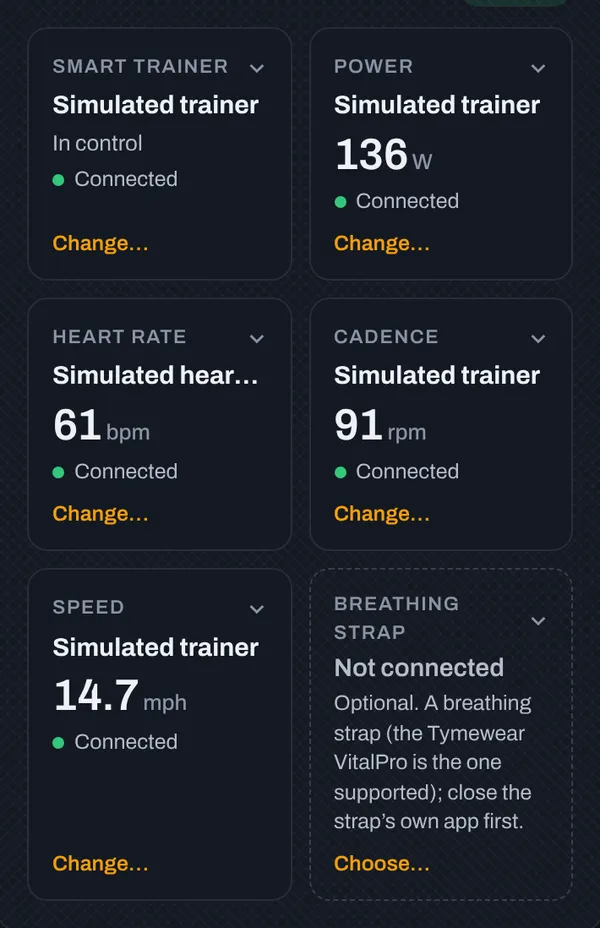 SMART TRAINER
Simulated trainer
In control
Connected
Change...
POWER
Simulated trainer
136 W
Connected
Change...
HEART RATE
Simulated hear...
61 bpm
Connected
Change...
CADENCE
Simulated trainer
91 rpm
Connected
Change...
SPEED
Simulated trainer
14.7 mph
Connected
Change...
BREATHING
STRAP
Not connected
Optional. A breathing
strap (the Tymewear
VitalPro is the one
supported); close the
strap’s own app first.
Choose...